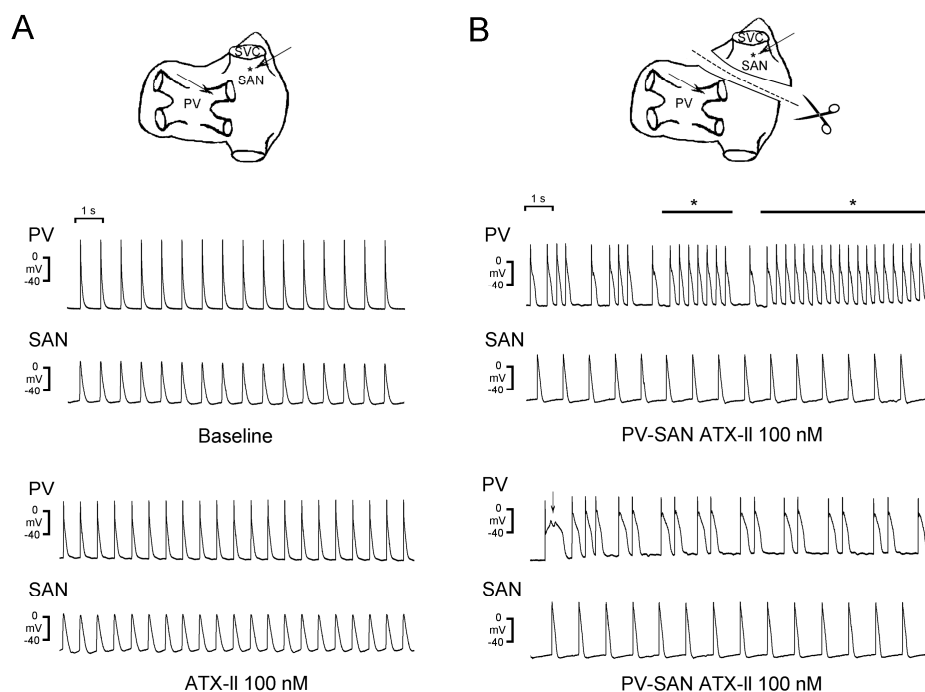 A
SVC
*
SAN
PV
1 s
PV
0
mV
-40
SAN
0
mV
-40
Baseline
PV
0
mV
-40
SAN
0
mV
-40
ATX-II 100 nM
B
SVC
*
SAN
PV
1 s
* *
PV
0
mV
-40
SAN
0
mV
-40
PV-SAN ATX-II 100 nM
PV
0
mV
-40
SAN
0
mV
-40
PV-SAN ATX-II 100 nM